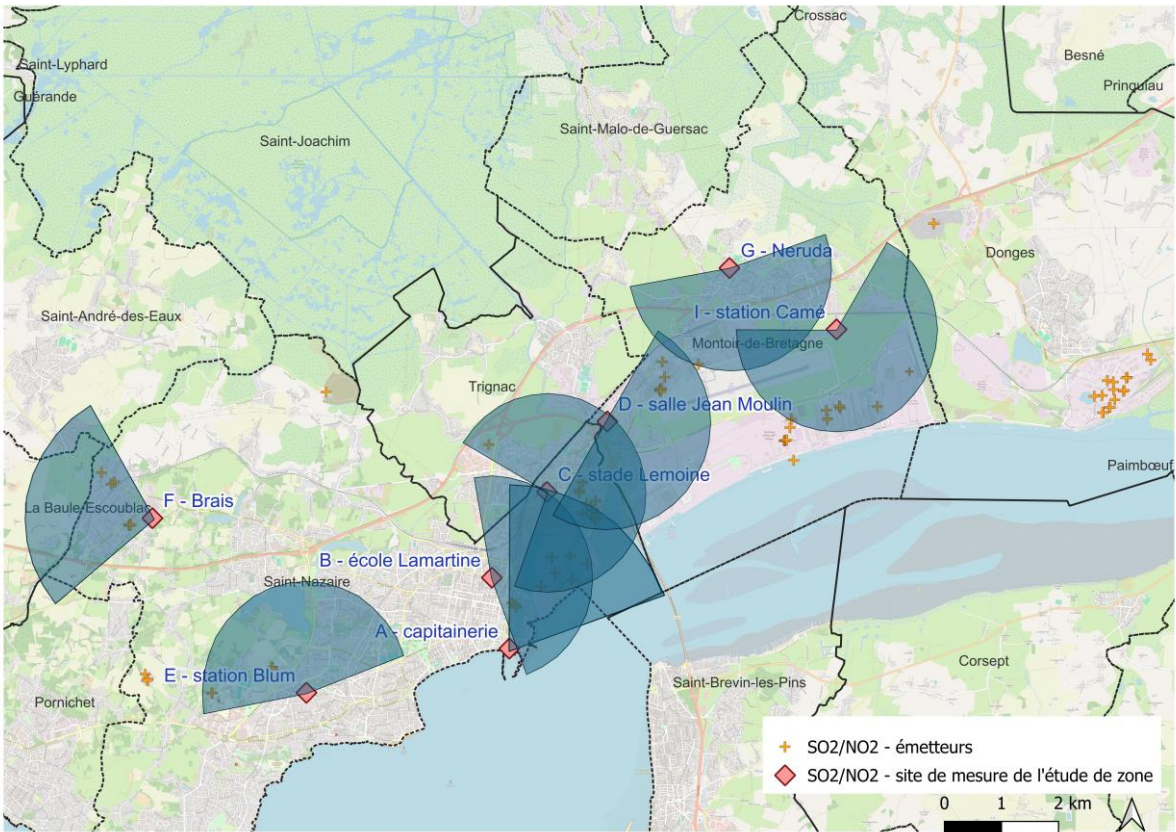 Crossac
Besné
Saint-Lyphard
Prinquiau
Guérande
Saint-Joachim
Saint-Malo-de-Guersac
G - Neruda
Donges
I - station Camé
Saint-André-des-Eaux
Montoir-de-Bretagne
Trignac
D - salle Jean Moulin
C - stade Lemoine
Paimbœuf
F - Brais
La Baule-Escoublac
B - école Lamartine
Saint-Nazaire
A - capitainerie
E - station Blum
Corsept
Saint-Brevin-les-Pins
Pornichet
SO2/NO2 - émetteurs
SO2/NO2 - site de mesure de l'étude de zone
0 1 2 km